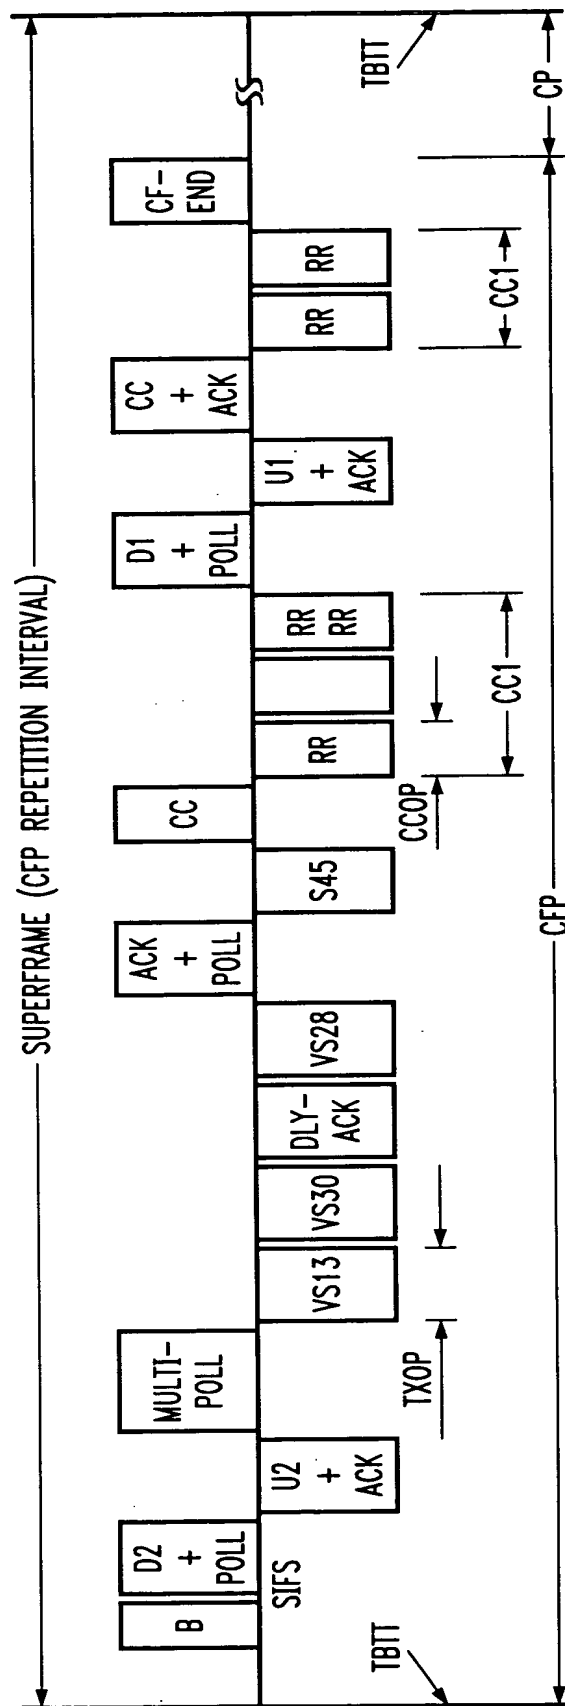 SUPERFRAME (CFP REPETITION INTERVAL)
B
D2
+
POLL
MULTI-
POLL
ACK
+
POLL
CC
D1
+
POLL
CC
+
ACK
CF-
END
SIFS
U2
+
ACK
VS13
VS30
DLY-
ACK
VS28
S45
RR
RR
RR
U1
+
ACK
RR
RR
TBTT
TXOP
CCOP
CC1
CC1
TBTT
CFP
CP